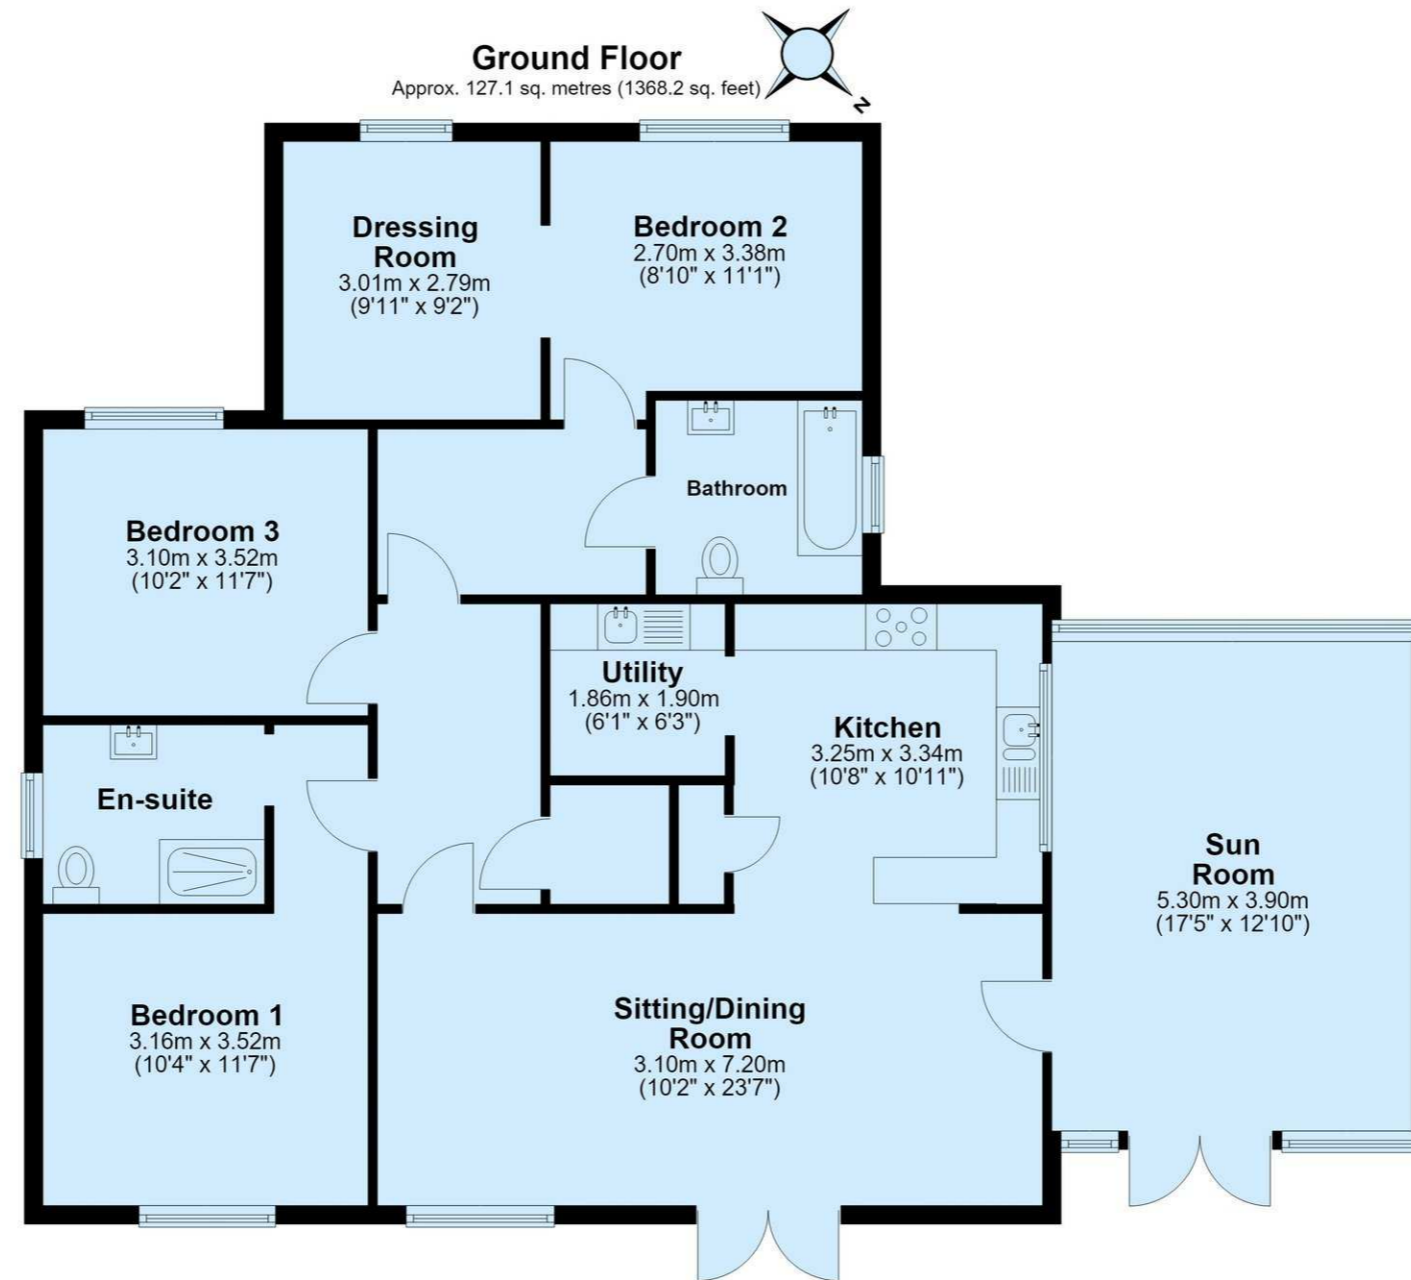 Ground Floor
Approx. 127.1 sq. metres (1368.2 sq. feet)
N
Dressing
Room
3.01m x 2.79m
(9'11" x 9'2")
Bedroom 2
2.70m x 3.38m
(8'10" x 11'1")
Bathroom
Bedroom 3
3.10m x 3.52m
(10'2" x 11'7")
Utility
1.86m x 1.90m
(6'1" x 6'3")
Kitchen
3.25m x 3.34m
(10'8" x 10'11")
En-suite
Sun
Room
5.30m x 3.90m
(17'5" x 12'10")
Bedroom 1
3.16m x 3.52m
(10'4" x 11'7")
Sitting/Dining
Room
3.10m x 7.20m
(10'2" x 23'7")